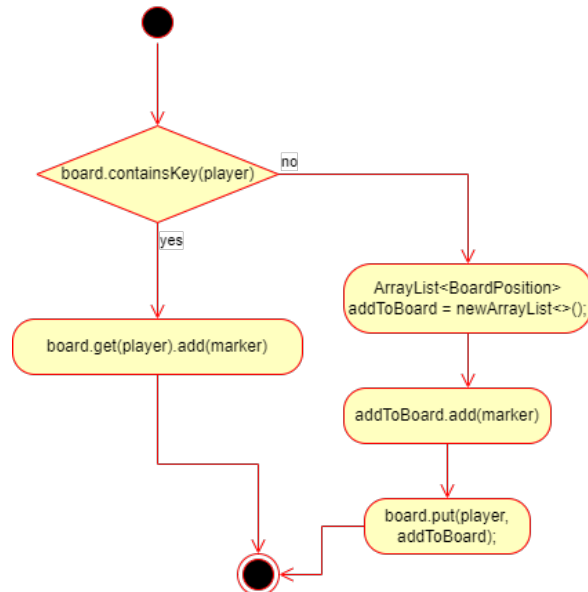 board.containsKey(player)
no
yes
ArrayList<BoardPosition>
addToBoard = newArrayList<>();
board.get(player).add(marker)
addToBoard.add(marker)
board.put(player,
addToBoard);